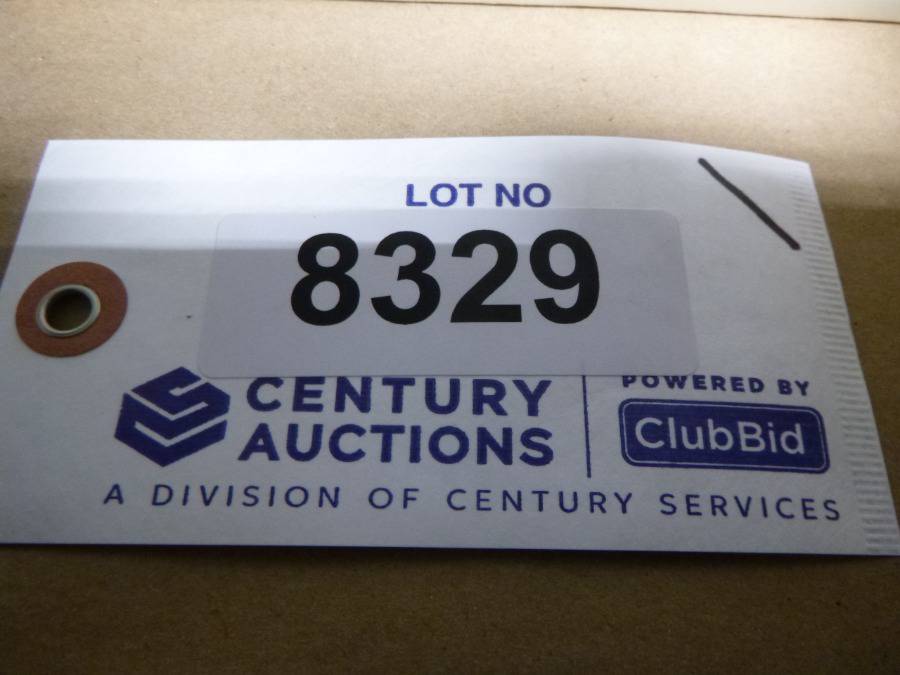 LOT NO
8329
CENTURY
AUCTIONS
POWERED BY
ClubBid
A DIVISION OF CENTURY SERVICES